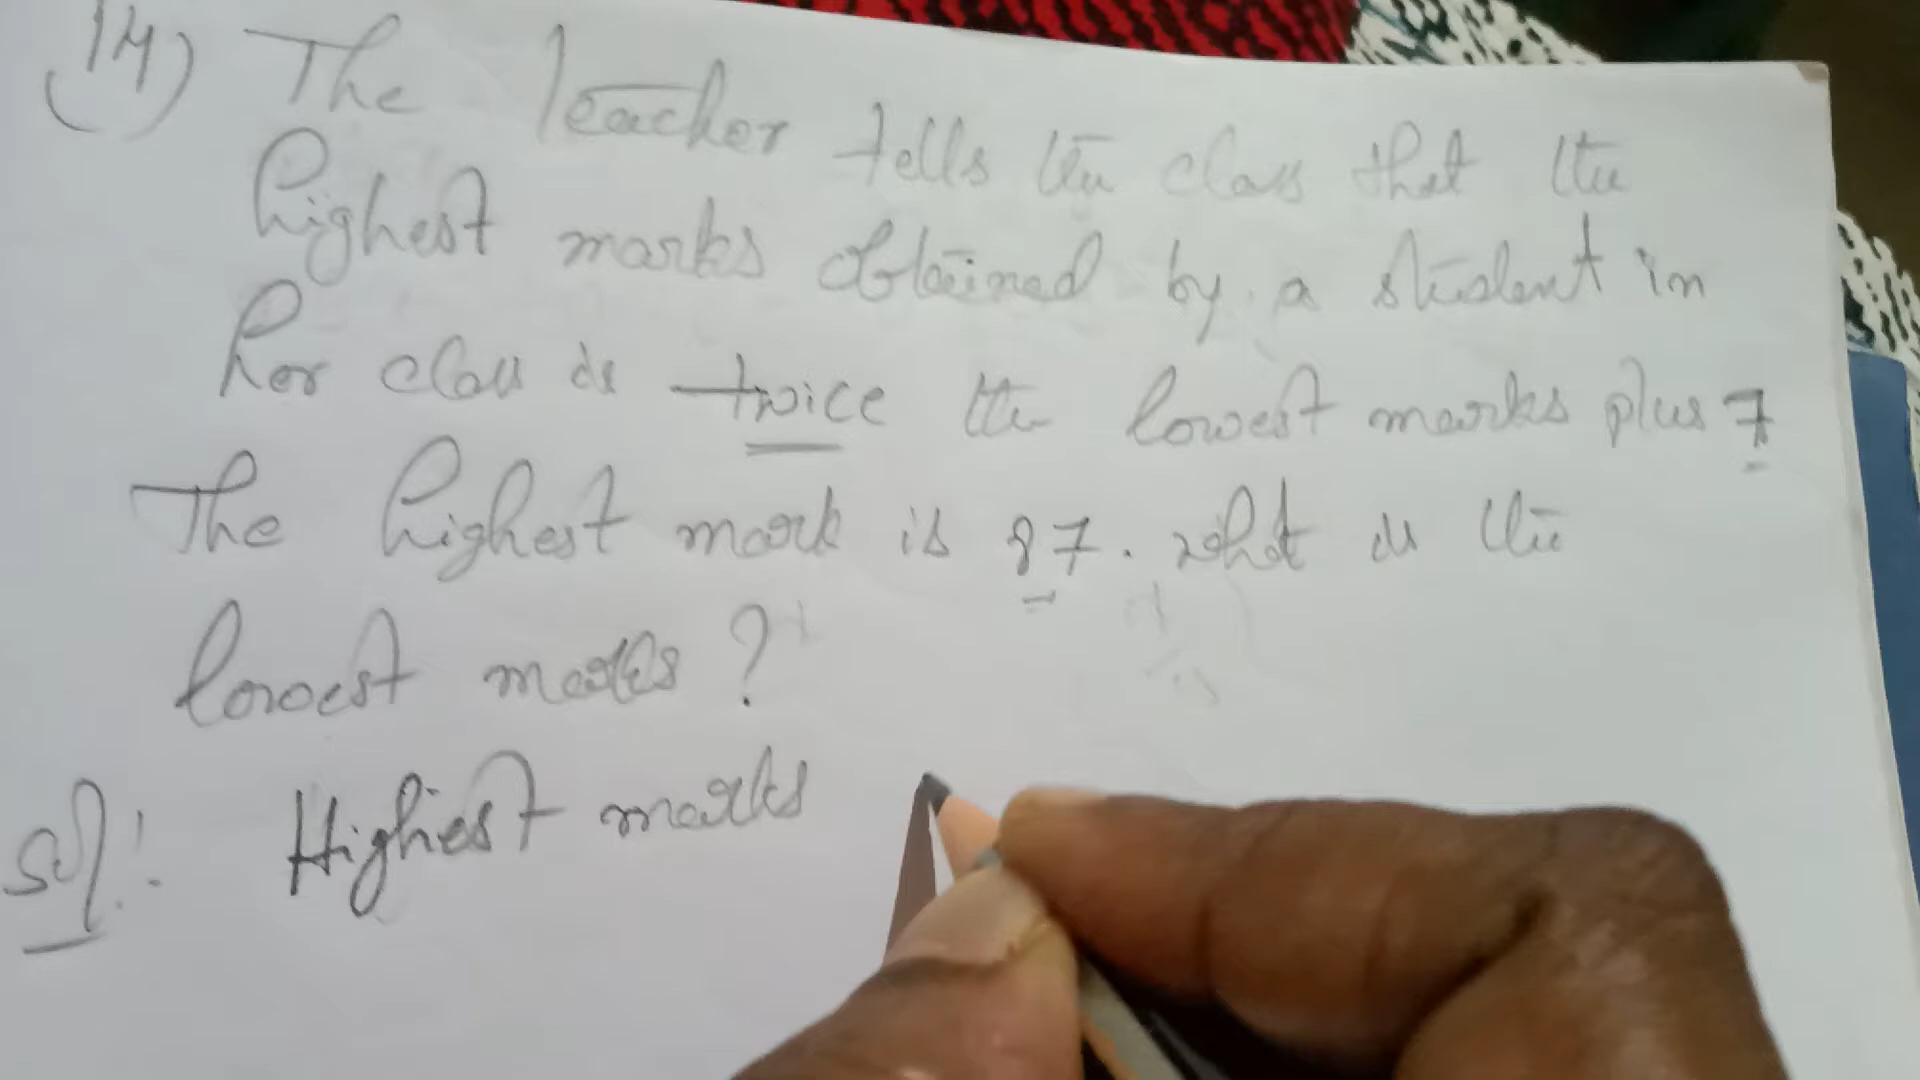 14) The teacher tells the class that the
highest marks obtained by a student in
her class is twice the lowest marks plus 7
The highest mark is 87. what is the
lowest marks?
Sol: Highest marks